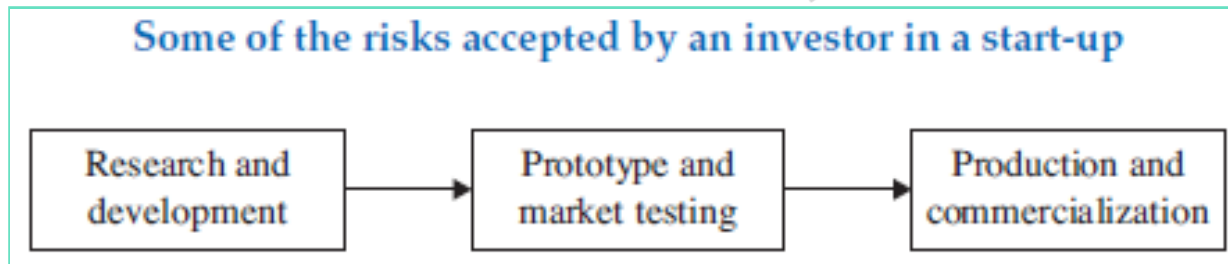 Some of the risks accepted by an investor in a start-up
Research and
development
Prototype and
market testing
Production and
commercialization